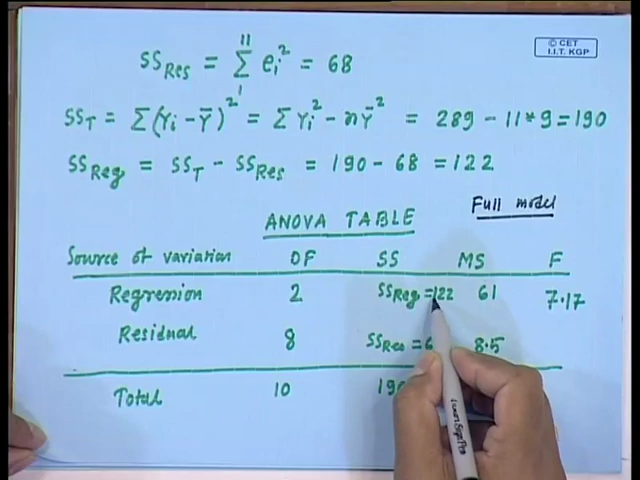 © CET
I.I.T. KGP
SS_Res = Σ_1^11 e_i^2 = 68
SS_T = Σ(Y_i - Ȳ)^2 = ΣY_i^2 - nȲ^2 = 289 - 11*9 = 190
SS_Reg = SS_T - SS_Res = 190 - 68 = 122
Full model
ANOVA TABLE
Source of variation DF SS MS F
Regression 2 SS_Reg = 122 61 7.17
Residual 8 SS_Res = 6 8.5
Total 10 190